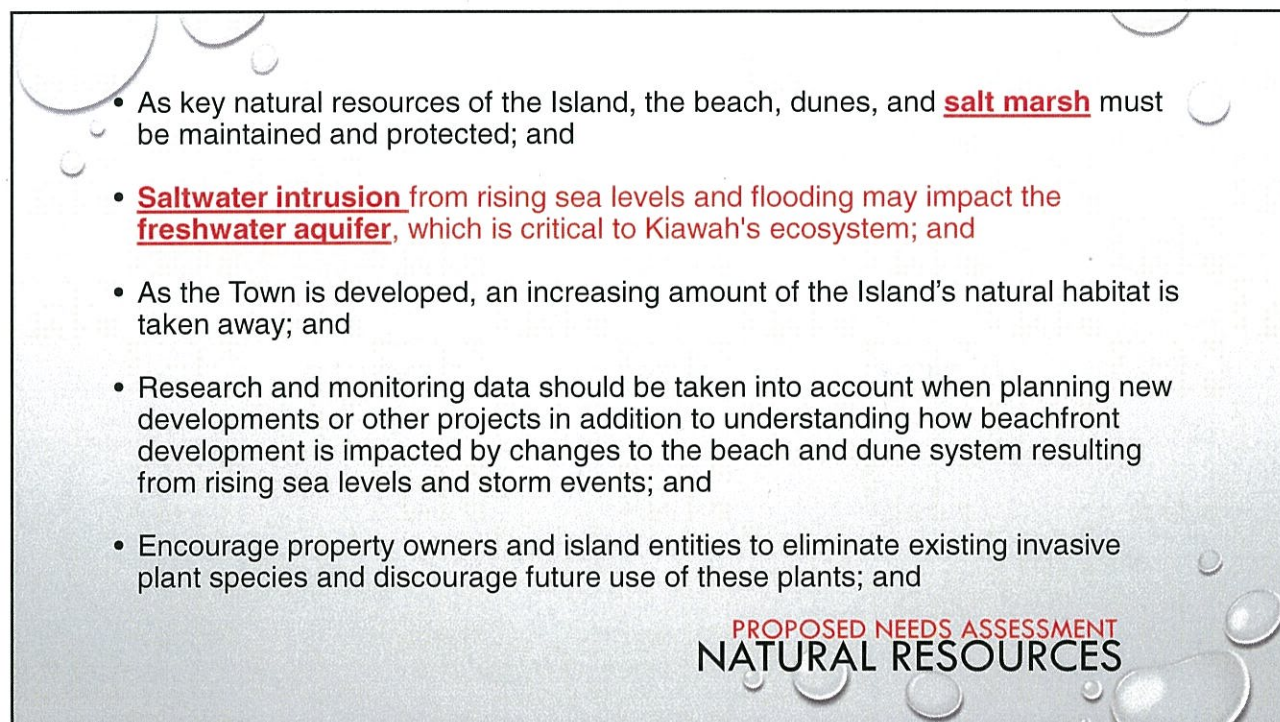 • As key natural resources of the Island, the beach, dunes, and salt marsh must
be maintained and protected; and
• Saltwater intrusion from rising sea levels and flooding may impact the
freshwater aquifer, which is critical to Kiawah's ecosystem; and
• As the Town is developed, an increasing amount of the Island's natural habitat is
taken away; and
• Research and monitoring data should be taken into account when planning new
developments or other projects in addition to understanding how beachfront
development is impacted by changes to the beach and dune system resulting
from rising sea levels and storm events; and
• Encourage property owners and island entities to eliminate existing invasive
plant species and discourage future use of these plants; and
PROPOSED NEEDS ASSESSMENT
NATURAL RESOURCES